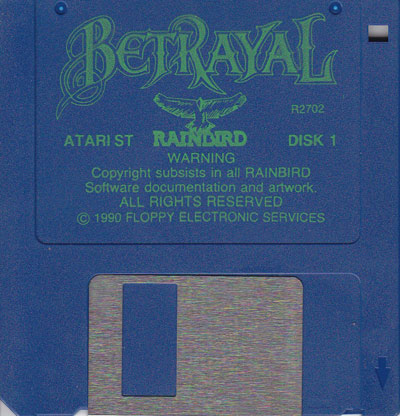 BETRAYAL
R2702
ATARI ST RAINBIRD DISK 1
WARNING
Copyright subsists in all RAINBIRD
Software documentation and artwork.
ALL RIGHTS RESERVED
© 1990 FLOPPY ELECTRONIC SERVICES